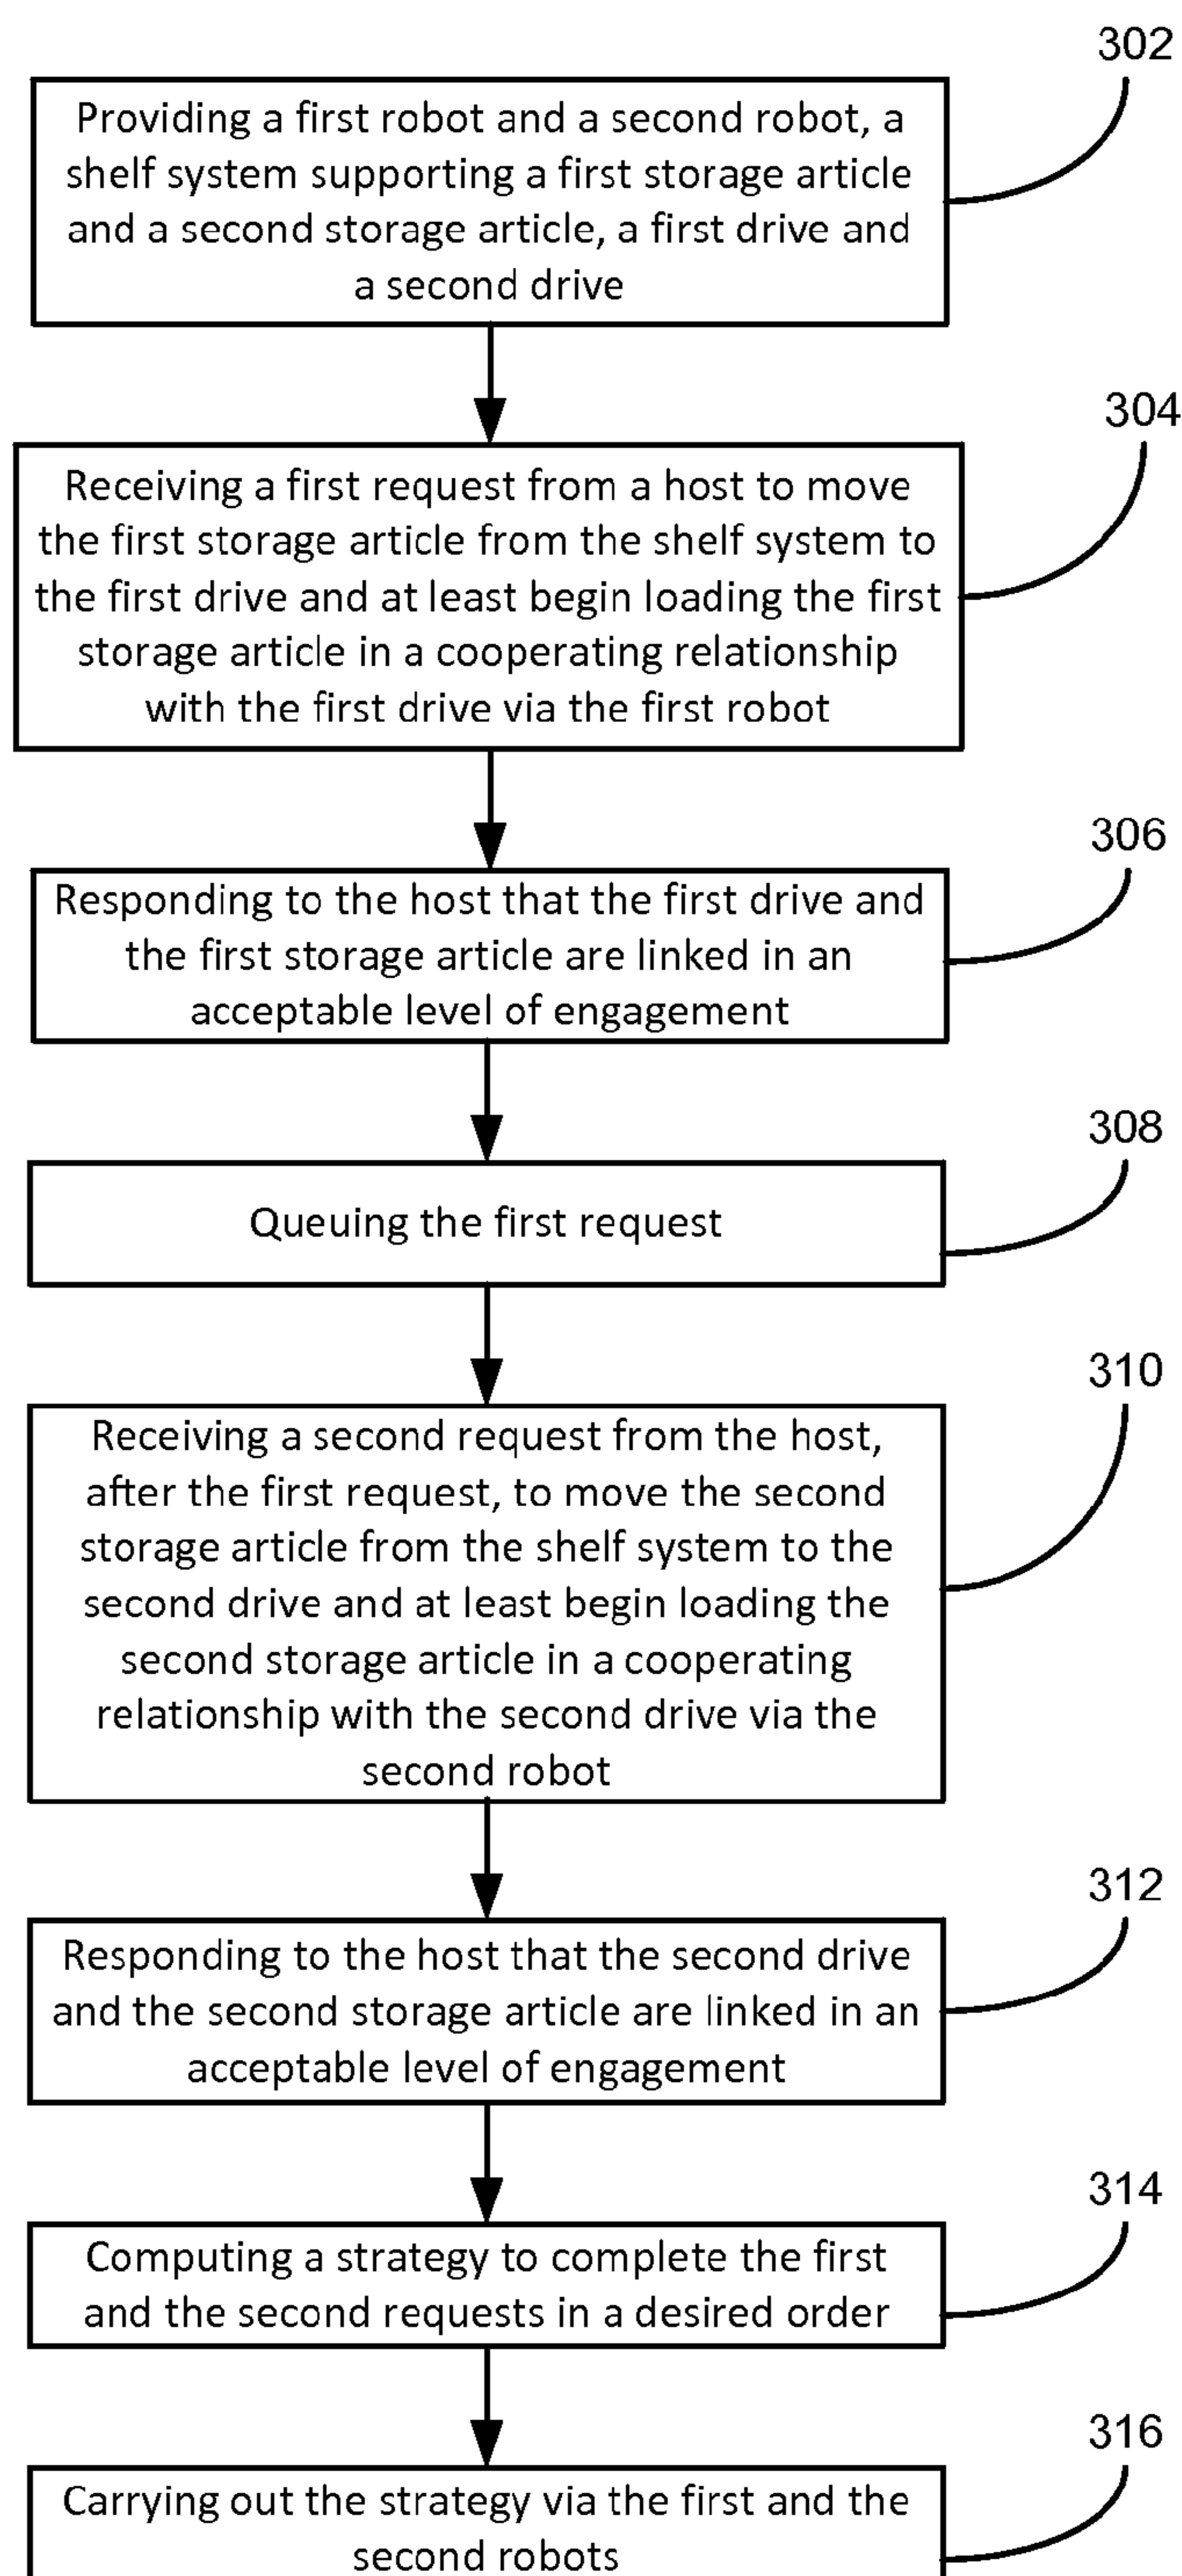 302
Providing a first robot and a second robot, a
shelf system supporting a first storage article
and a second storage article, a first drive and
a second drive
304
Receiving a first request from a host to move
the first storage article from the shelf system to
the first drive and at least begin loading the first
storage article in a cooperating relationship
with the first drive via the first robot
306
Responding to the host that the first drive and
the first storage article are linked in an
acceptable level of engagement
308
Queuing the first request
310
Receiving a second request from the host,
after the first request, to move the second
storage article from the shelf system to the
second drive and at least begin loading the
second storage article in a cooperating
relationship with the second drive via the
second robot
312
Responding to the host that the second drive
and the second storage article are linked in an
acceptable level of engagement
314
Computing a strategy to complete the first
and the second requests in a desired order
316
Carrying out the strategy via the first and the
second robots